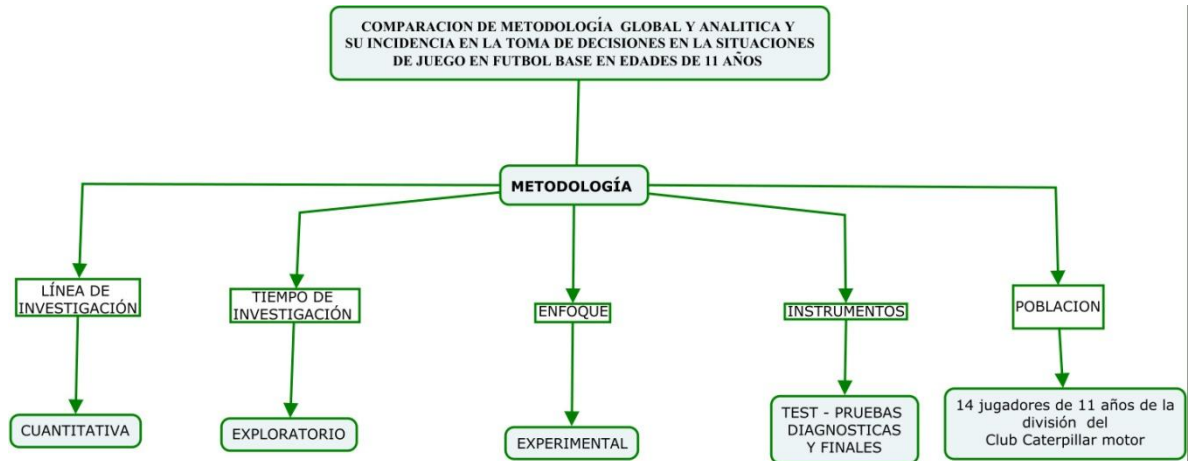 COMPARACION DE METODOLOGÍA GLOBAL Y ANALITICA Y
SU INCIDENCIA EN LA TOMA DE DECISIONES EN LA SITUACIONES
DE JUEGO EN FUTBOL BASE EN EDADES DE 11 AÑOS
METODOLOGÍA
LÍNEA DE
INVESTIGACIÓN
TIEMPO DE
INVESTIGACIÓN
ENFOQUE
INSTRUMENTOS
POBLACION
CUANTITATIVA
EXPLORATORIO
EXPERIMENTAL
TEST - PRUEBAS
DIAGNOSTICAS
Y FINALES
14 jugadores de 11 años de la
división del
Club Caterpillar motor